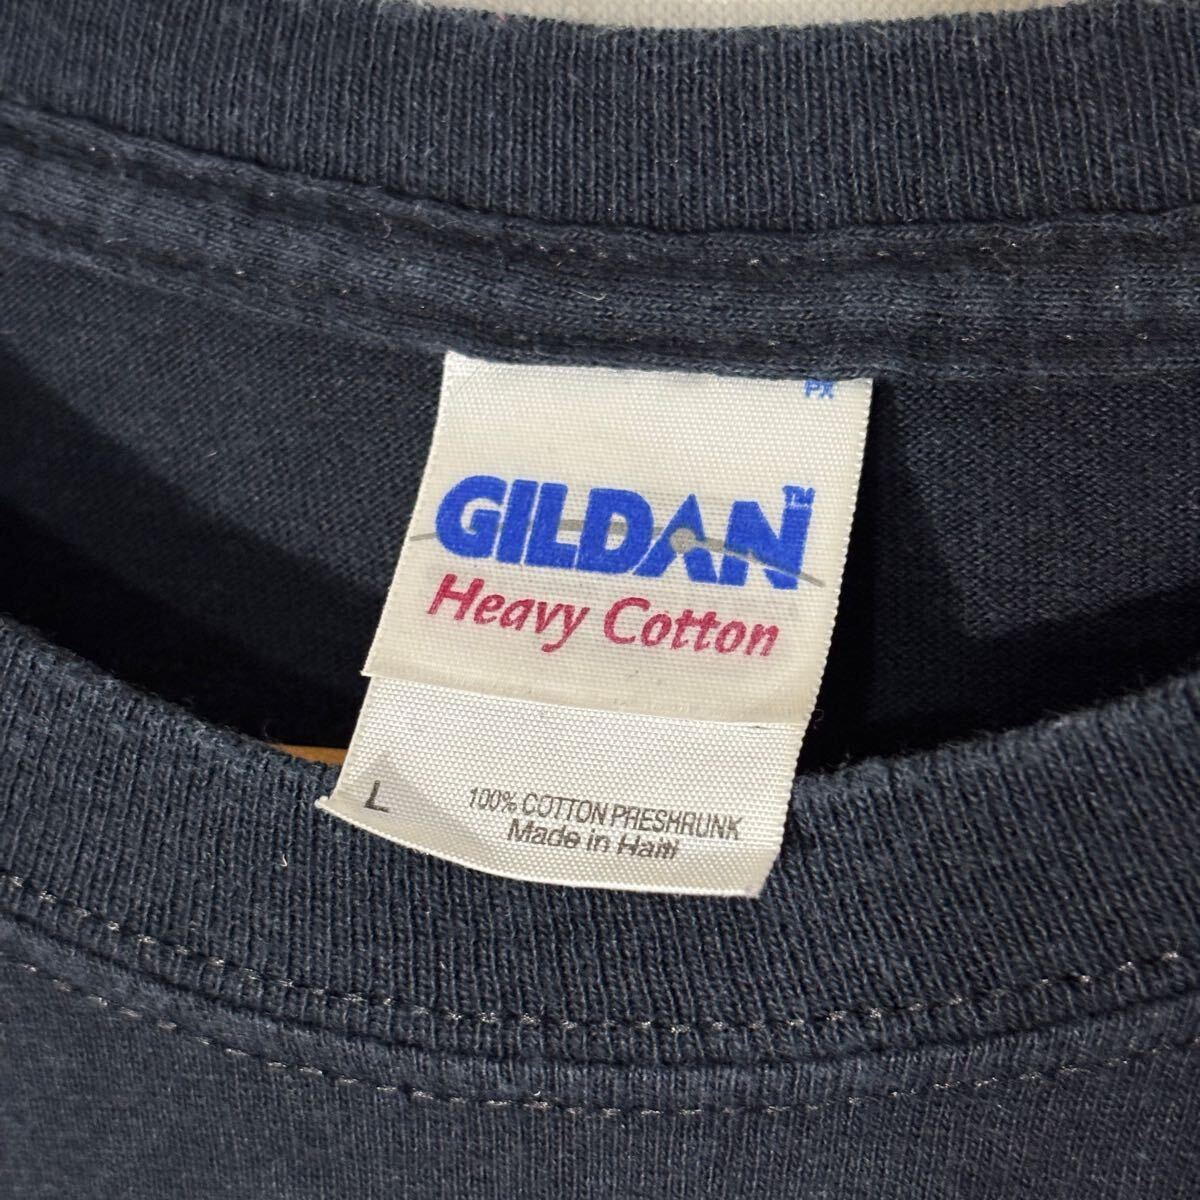 PX
GILDAN™
Heavy Cotton
L
100% COTTON PRESHRUNK
Made in Haiti